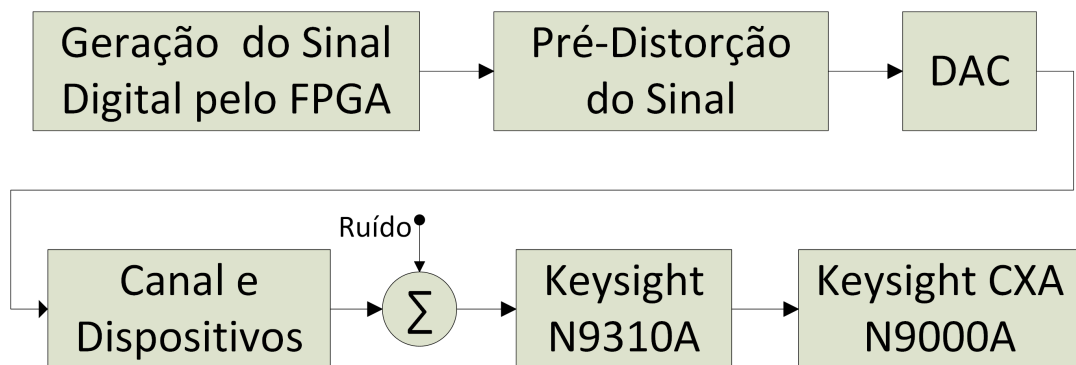 Geração do Sinal
Digital pelo FPGA
Pré-Distorção
do Sinal
DAC
Ruído
Canal e
Dispositivos
∑
Keysight
N9310A
Keysight CXA
N9000A